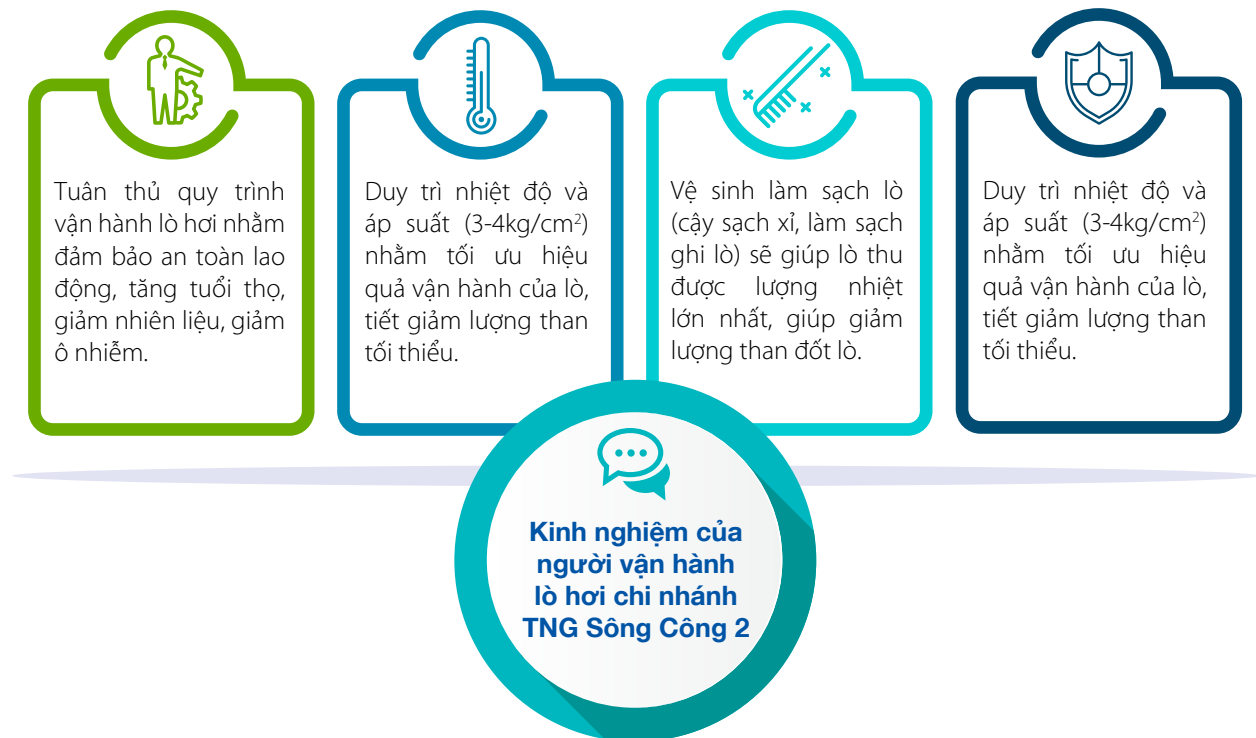 Tuân thủ quy trình
vận hành lò hơi nhằm
đảm bảo an toàn lao
động, tăng tuổi thọ,
giảm nhiên liệu, giảm
ô nhiễm.
Duy trì nhiệt độ và
áp suất (3-4kg/cm²)
nhằm tối ưu hiệu
quả vận hành của lò,
tiết giảm lượng than
tối thiểu.
Vệ sinh làm sạch lò
(cậy sạch xỉ, làm sạch
ghi lò) sẽ giúp lò thu
được lượng nhiệt
lớn nhất, giúp giảm
lượng than đốt lò.
Duy trì nhiệt độ và
áp suất (3-4kg/cm²)
nhằm tối ưu hiệu
quả vận hành của lò,
tiết giảm lượng than
tối thiểu.
Kinh nghiệm của
người vận hành
lò hơi chi nhánh
TNG Sông Công 2